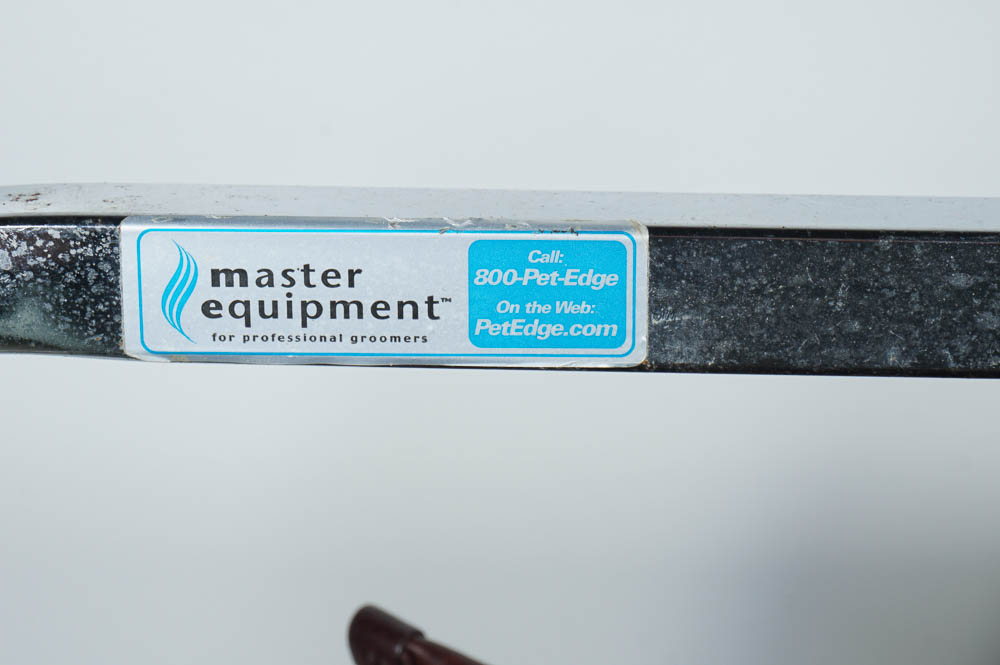 master
equipment™
for professional groomers
Call:
800-Pet-Edge
On the Web:
PetEdge.com